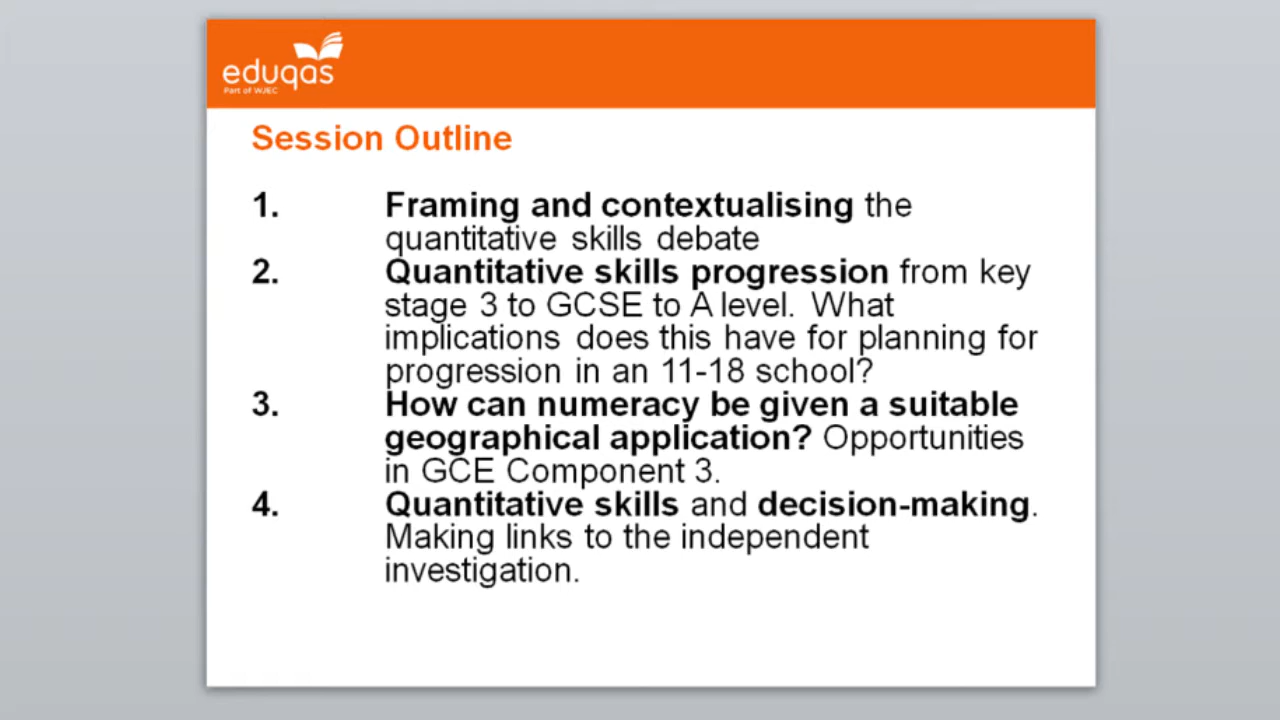 eduqas
Part of WJEC
Session Outline
1. Framing and contextualising the
quantitative skills debate
2. Quantitative skills progression from key
stage 3 to GCSE to A level. What
implications does this have for planning for
progression in an 11-18 school?
3. How can numeracy be given a suitable
geographical application? Opportunities
in GCE Component 3.
4. Quantitative skills and decision-making.
Making links to the independent
investigation.